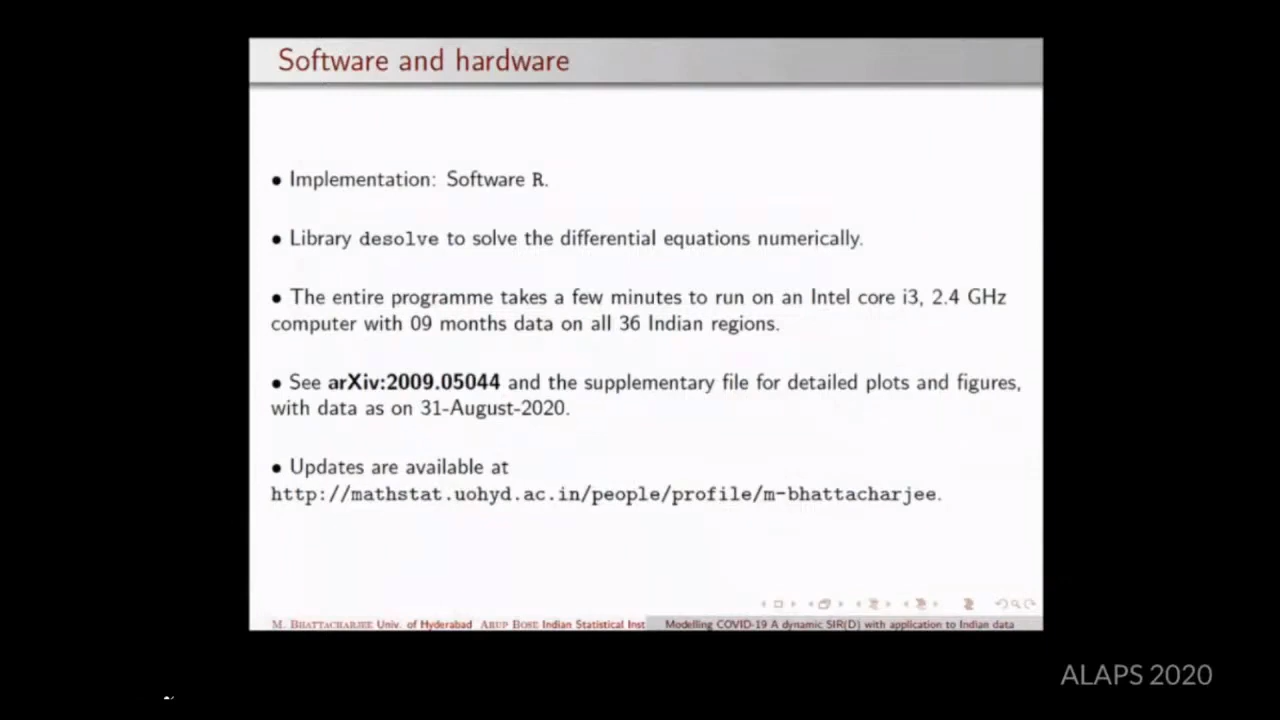 Software and hardware
• Implementation: Software R.
• Library desolve to solve the differential equations numerically.
• The entire programme takes a few minutes to run on an Intel core i3, 2.4 GHz
computer with 09 months data on all 36 Indian regions.
• See arXiv:2009.05044 and the supplementary file for detailed plots and figures,
with data as on 31-August-2020.
• Updates are available at
http://mathstat.uohyd.ac.in/people/profile/m-bhattacharjee.
M. BHATTACHARJEE Univ. of Hyderabad ARUP BOSE Indian Statistical Inst Modelling COVID-19 A dynamic SIR(D) with application to Indian data
ALAPS 2020